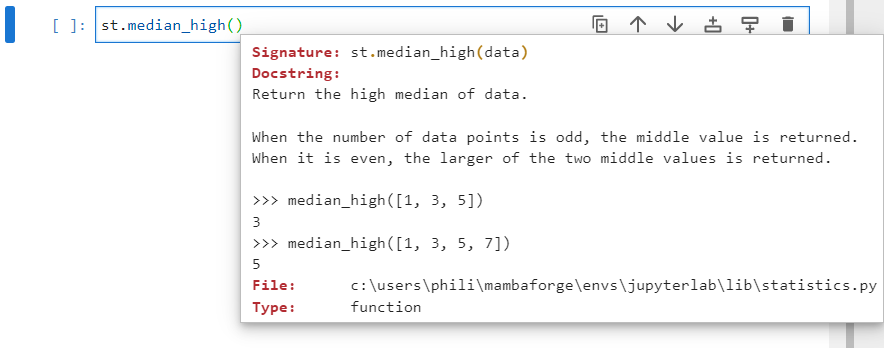 [ ]: st.median_high()
Signature: st.median_high(data)
Docstring:
Return the high median of data.
When the number of data points is odd, the middle value is returned.
When it is even, the larger of the two middle values is returned.
>>> median_high([1, 3, 5])
3
>>> median_high([1, 3, 5, 7])
5
File:      c:\users\phili\mambaforge\envs\jupyterlab\lib\statistics.py
Type:      function